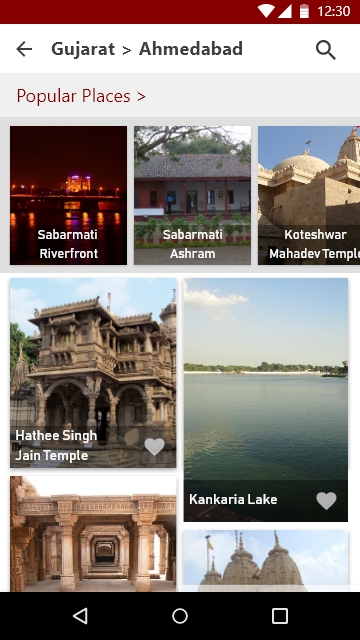 12:30
Gujarat > Ahmedabad
Popular Places >
Sabarmati
Riverfront
Sabarmati
Ashram
Koteshwar
Mahadev Temple
Hathee Singh
Jain Temple
Kankaria Lake